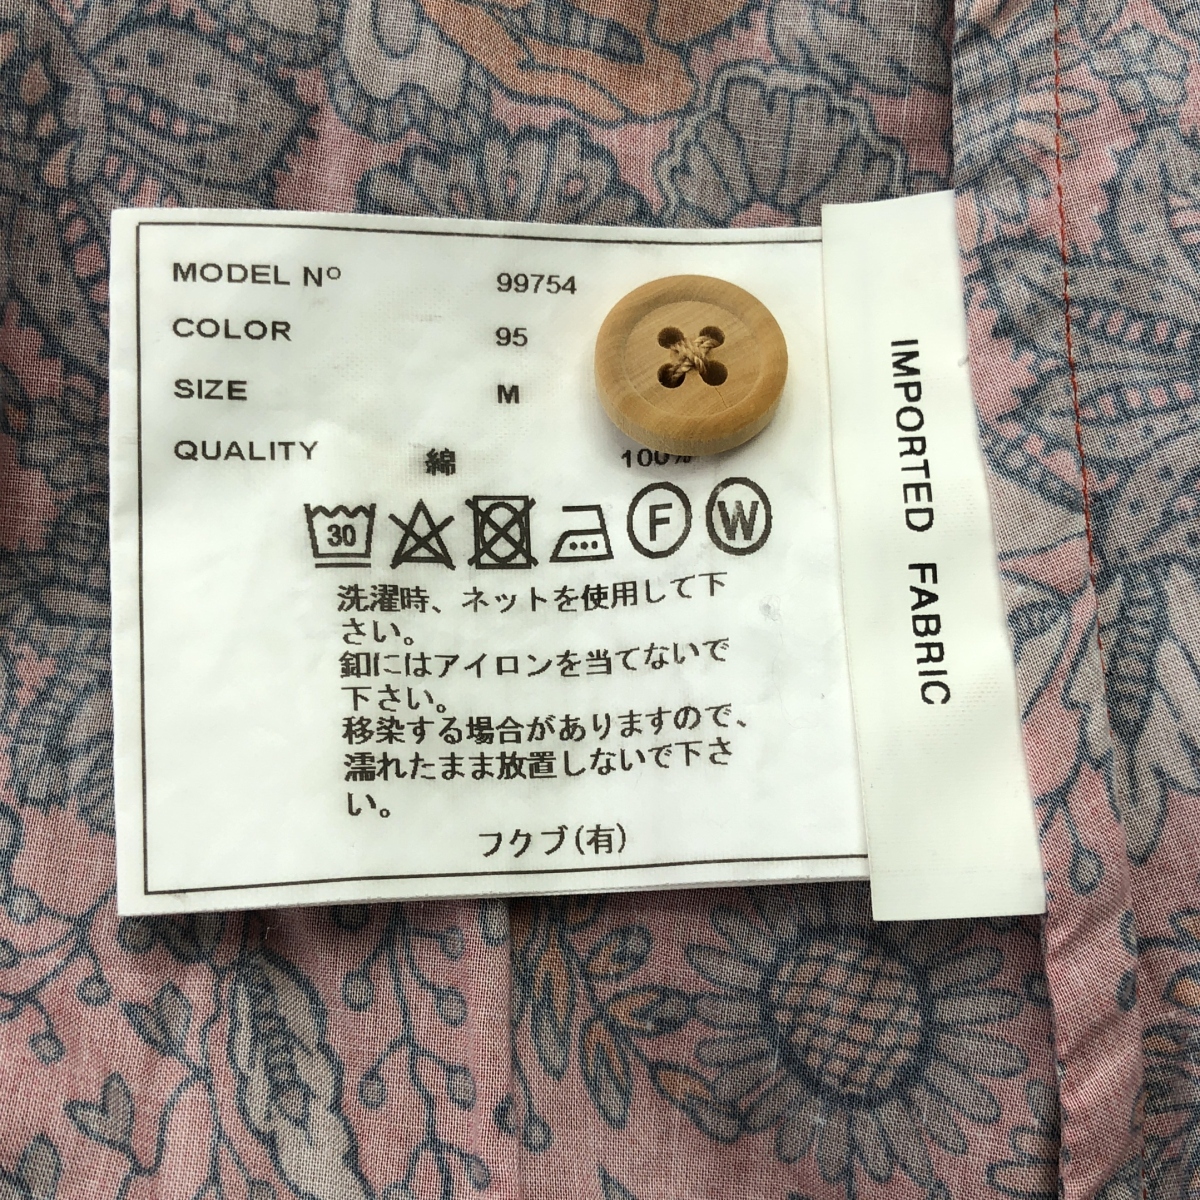 MODEL Nº 99754
COLOR 95
SIZE M
QUALITY
綿 100%
30 F W
洗濯時、ネットを使用して下
さい。
釦にはアイロンを当てないで
下さい。
移染する場合がありますので、
濡れたまま放置しないで下さ
い。
フクブ(有)
IMPORTED FABRIC